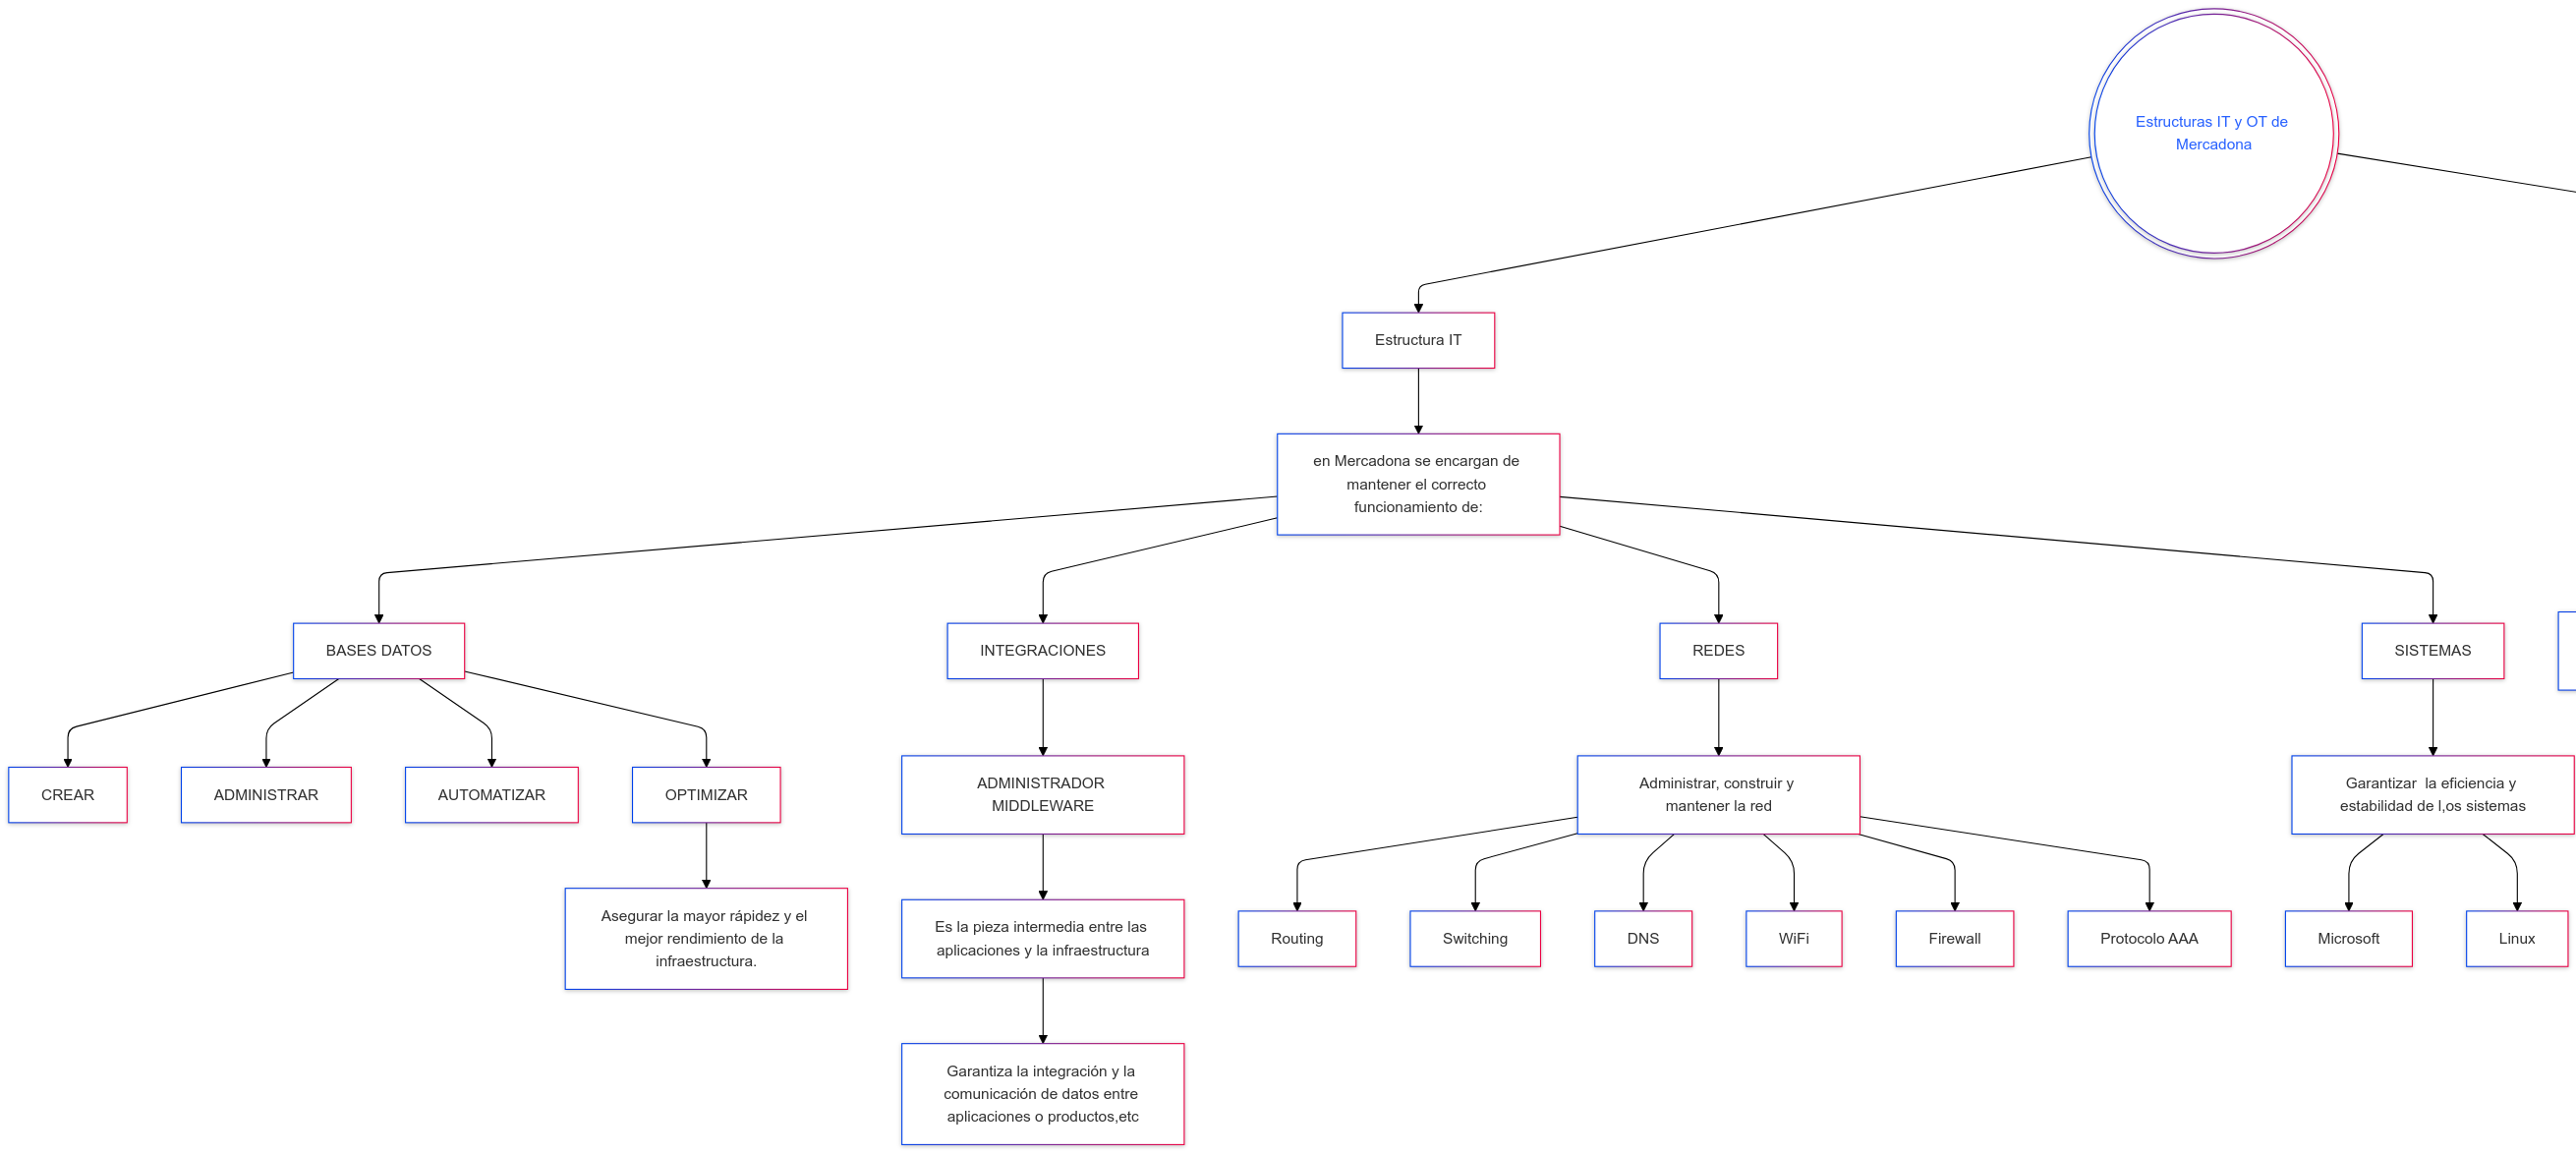 Estructuras IT y OT de
Mercadona
Estructura IT
en Mercadona se encargan de
mantener el correcto
funcionamiento de:
BASES DATOS
INTEGRACIONES
REDES
SISTEMAS
CREAR
ADMINISTRAR
AUTOMATIZAR
OPTIMIZAR
ADMINISTRADOR
MIDDLEWARE
Administrar, construir y
mantener la red
Garantizar  la eficiencia y
estabilidad de l,os sistemas
Asegurar la mayor rápidez y el
mejor rendimiento de la
infraestructura.
Es la pieza intermedia entre las
aplicaciones y la infraestructura
Routing
Switching
DNS
WiFi
Firewall
Protocolo AAA
Microsoft
Linux
Garantiza la integración y la
comunicación de datos entre
aplicaciones o productos,etc